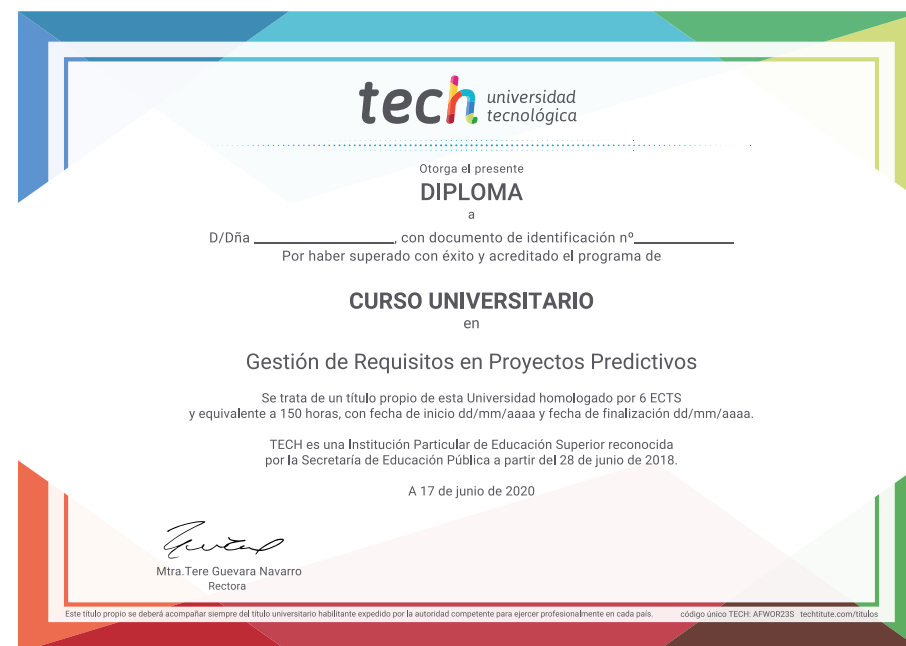 tech universidad
tecnológica
Otorga el presente
DIPLOMA
a
D/Dña ____________________, con documento de identificación nº______________
Por haber superado con éxito y acreditado el programa de
CURSO UNIVERSITARIO
en
Gestión de Requisitos en Proyectos Predictivos
Se trata de un título propio de esta Universidad homologado por 6 ECTS
y equivalente a 150 horas, con fecha de inicio dd/mm/aaaa y fecha de finalización dd/mm/aaaa.
TECH es una Institución Particular de Educación Superior reconocida
por la Secretaría de Educación Pública a partir del 28 de junio de 2018.
A 17 de junio de 2020
Mtra.Tere Guevara Navarro
Rectora
Este título propio se deberá acompañar siempre del título universitario habilitante expedido por la autoridad competente para ejercer profesionalmente en cada país. código único TECH: AFWOR23S techtitute.com/titulos